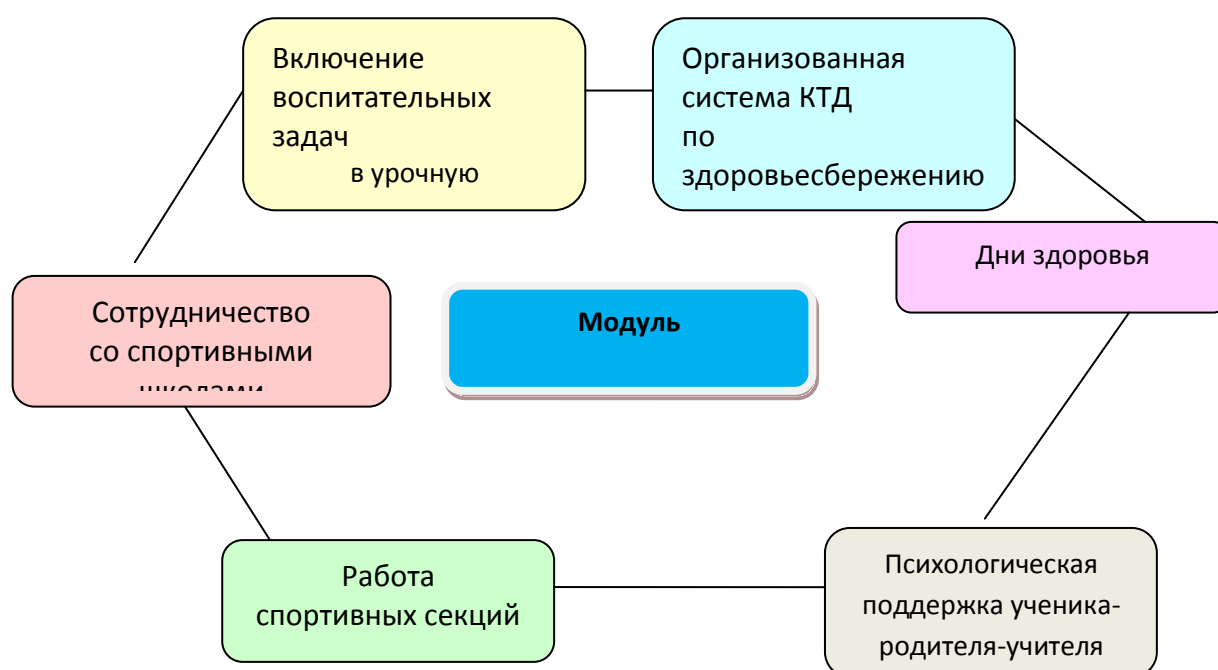 Включение
воспитательных
задач
в урочную
Организованная
система КТД
по
здоровьесбережению
Дни здоровья
Модуль
Сотрудничество
со спортивными
школами
Работа
спортивных секций
Психологическая
поддержка ученика-
родителя-учителя